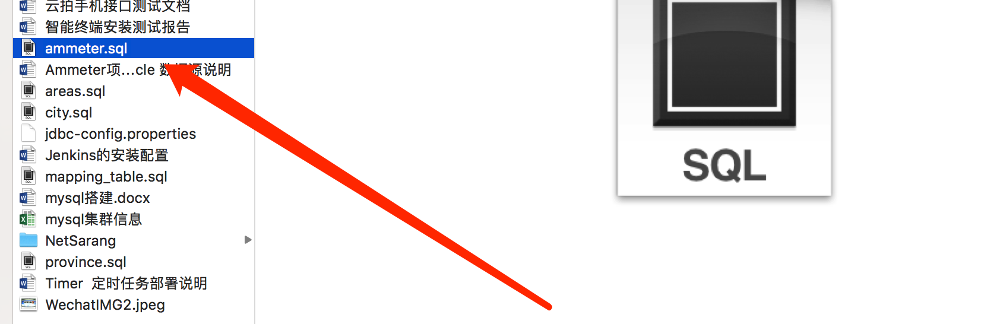 云拍手机接口测试文档
智能终端安装测试报告
ammeter.sql
Ammeter项...cle 数据源说明
areas.sql
city.sql
jdbc-config.properties
Jenkins的安装配置
mapping_table.sql
mysql搭建.docx
mysql集群信息
NetSarang
province.sql
Timer  定时任务部署说明
WechatIMG2.jpeg
SQL